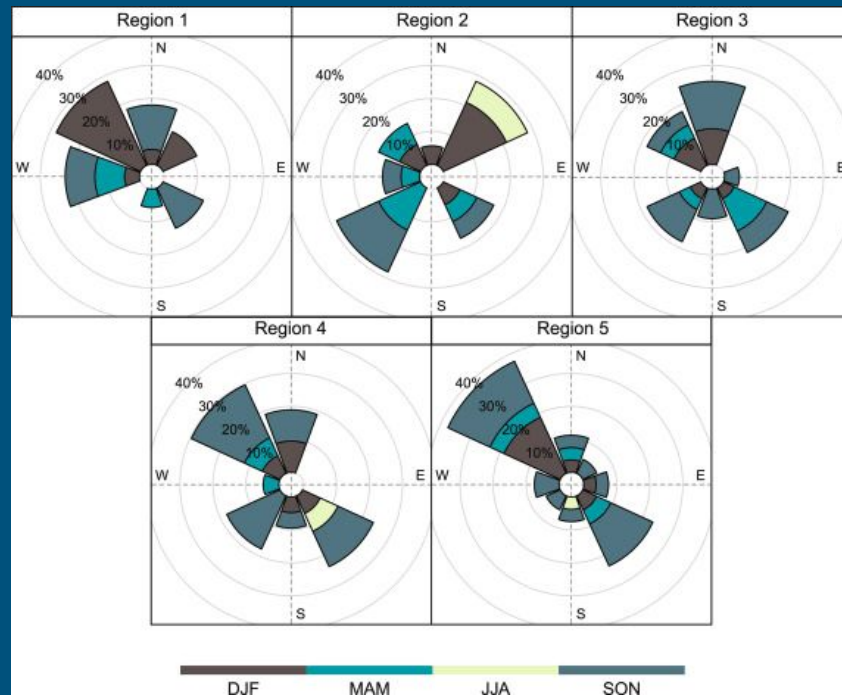 Region 1
Region 2
Region 3
N
40%
30%
20%
10%
W
E
S
N
40%
30%
20%
10%
W
E
S
N
40%
30%
20%
10%
W
E
S
Region 4
Region 5
N
40%
30%
20%
10%
W
E
S
N
40%
30%
20%
10%
W
E
S
DJF MAM JJA SON